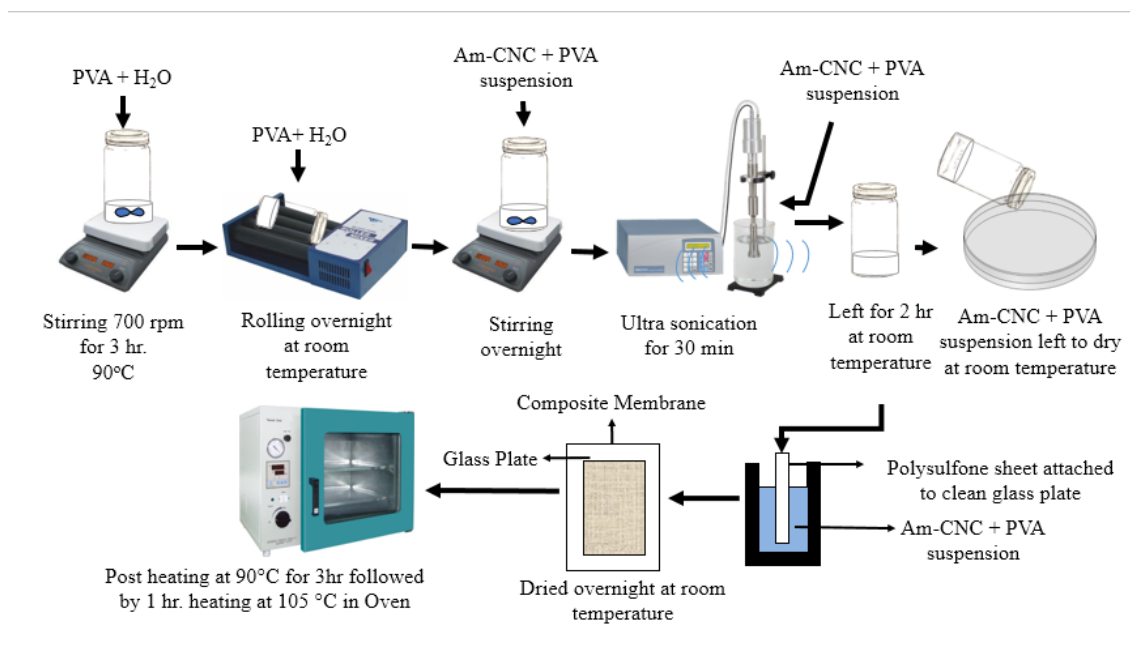 PVA + H₂O
Am-CNC + PVA
suspension
Am-CNC + PVA
suspension
PVA+ H₂O
Stirring 700 rpm
for 3 hr.
90°C
Rolling overnight
at room
temperature
Stirring
overnight
Ultra sonication
for 30 min
Left for 2 hr
at room
temperature
Am-CNC + PVA
suspension left to dry
at room temperature
Composite Membrane
Glass Plate
Polysulfone sheet attached
to clean glass plate
Am-CNC + PVA
suspension
Dried overnight at room
temperature
Post heating at 90°C for 3hr followed
by 1 hr. heating at 105 °C in Oven